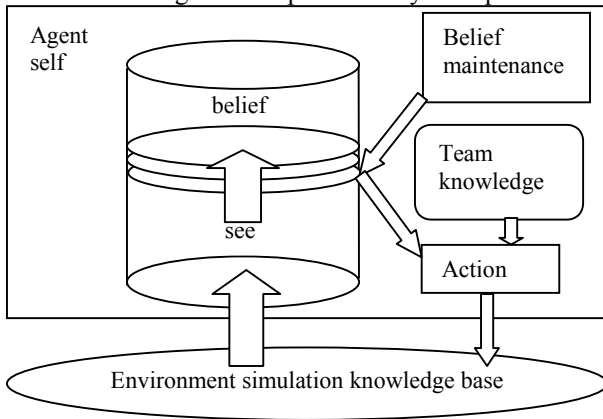 Agent
self
belief
see
Belief
maintenance
Team
knowledge
Action
Environment simulation knowledge base